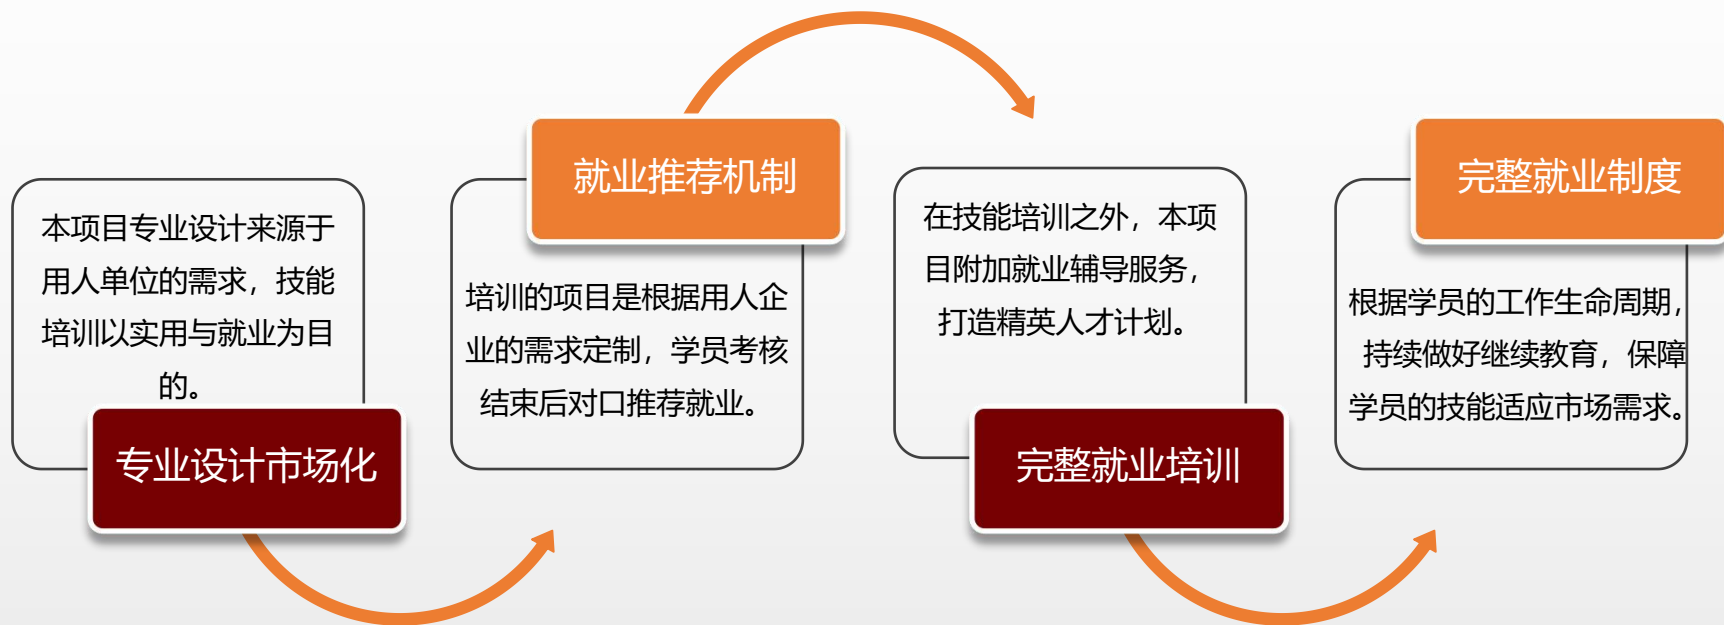 本项目专业设计来源于
用人单位的需求，技能
培训以实用与就业为目
的。
专业设计市场化
就业推荐机制
培训的项目是根据用人企
业的需求定制，学员考核
结束后对口推荐就业。
在技能培训之外，本项
目附加就业辅导服务，
打造精英人才计划。
完整就业培训
完整就业制度
根据学员的工作生命周期，
持续做好继续教育，保障
学员的技能适应市场需求。